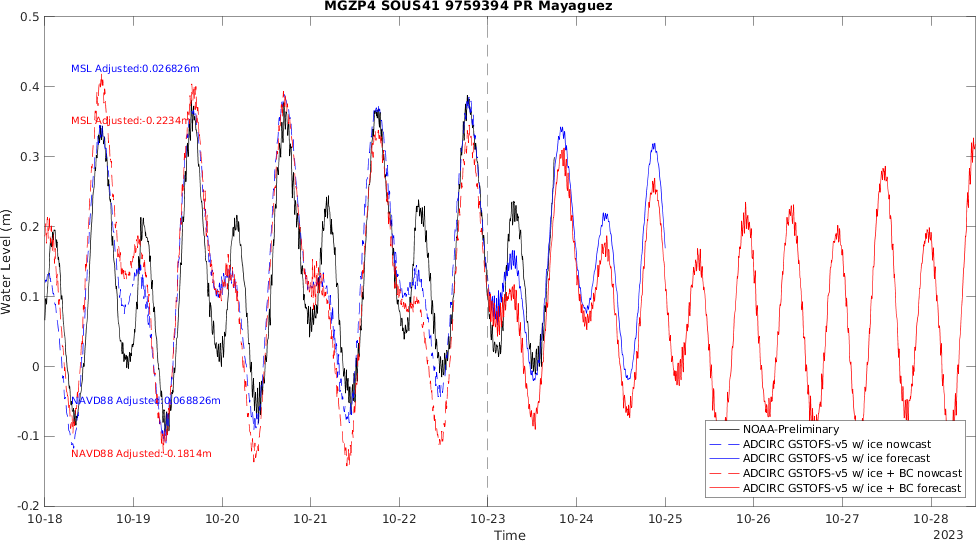 MGZP4 SOUS41 9759394 PR Mayaguez
0.5
0.4
0.3
0.2
0.1
0
-0.1
-0.2
Water Level (m)
MSL Adjusted:0.026826m
MSL Adjusted:-0.2234m
NAVD88 Adjusted:0.068826m
NAVD88 Adjusted:-0.1814m
NOAA-Preliminary
ADCIRC GSTOFS-v5 w/ ice nowcast
ADCIRC GSTOFS-v5 w/ ice forecast
ADCIRC GSTOFS-v5 w/ ice + BC nowcast
ADCIRC GSTOFS-v5 w/ ice + BC forecast
10-18 10-19 10-20 10-21 10-22 10-23 10-24 10-25 10-26 10-27 10-28
Time
2023